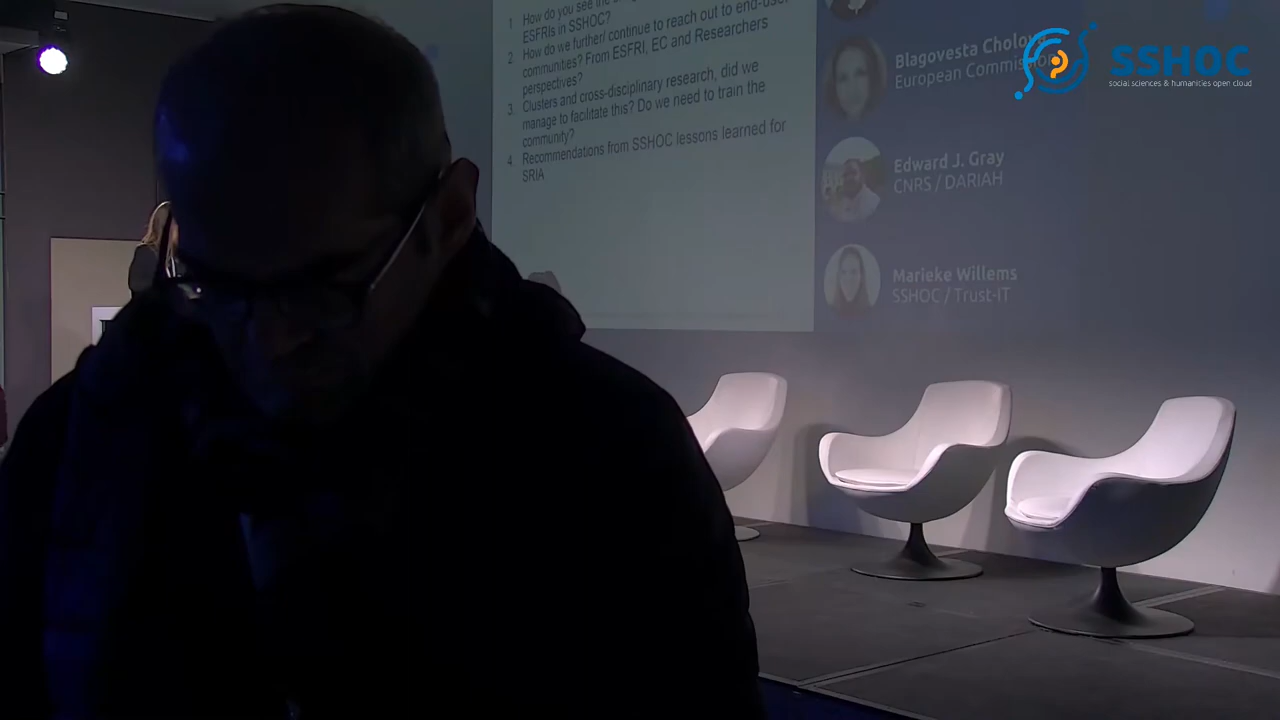 1 How do you see the
ESFRIs in SSHOC?
2 How do we further/ continue to reach out to end-user
communities? From ESFRI, EC and Researchers
perspectives?
3. Clusters and cross-disciplinary research, did we
manage to facilitate this? Do we need to train the
community?
4. Recommendations from SSHOC lessons learned for
SRIA
Blagovesta
European
Edward J. Gray
CNRS / DARIAH
Marieke Willems
SSHOC / Trust-IT
SSHOC
social sciences & humanities open cloud